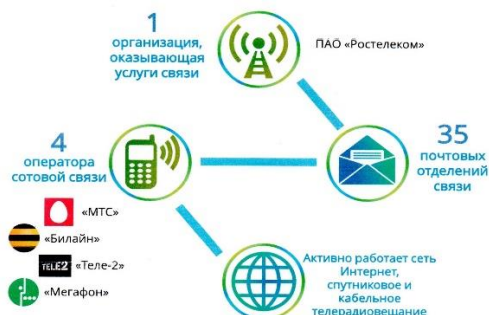 1
организация,
оказывающая
услуги связи
ПАО «Ростелеком»
4
оператора
сотовой связи
35
почтовых
отделений
связи
«МТС»
«Билайн»
TELE2 «Теле-2»
«Мегафон»
Активно работает сеть
Интернет,
спутниковое и
кабельное
телерадиовещание